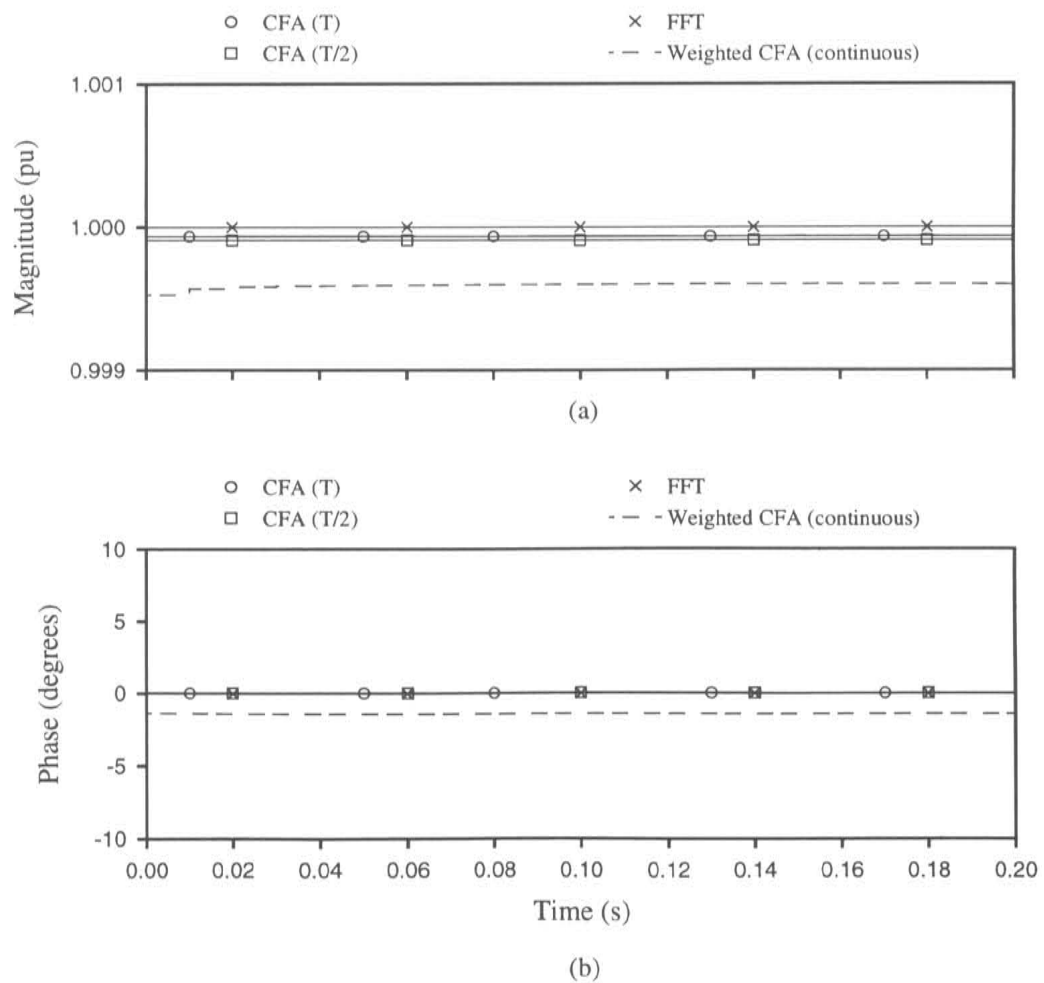 CFA (T)
FFT
CFA (T/2)
Weighted CFA (continuous)
1.001
1.000
0.999
Magnitude (pu)
(a)
CFA (T)
FFT
CFA (T/2)
Weighted CFA (continuous)
10
5
0
-5
-10
Phase (degrees)
0.00 0.02 0.04 0.06 0.08 0.10 0.12 0.14 0.16 0.18 0.20
Time (s)
(b)